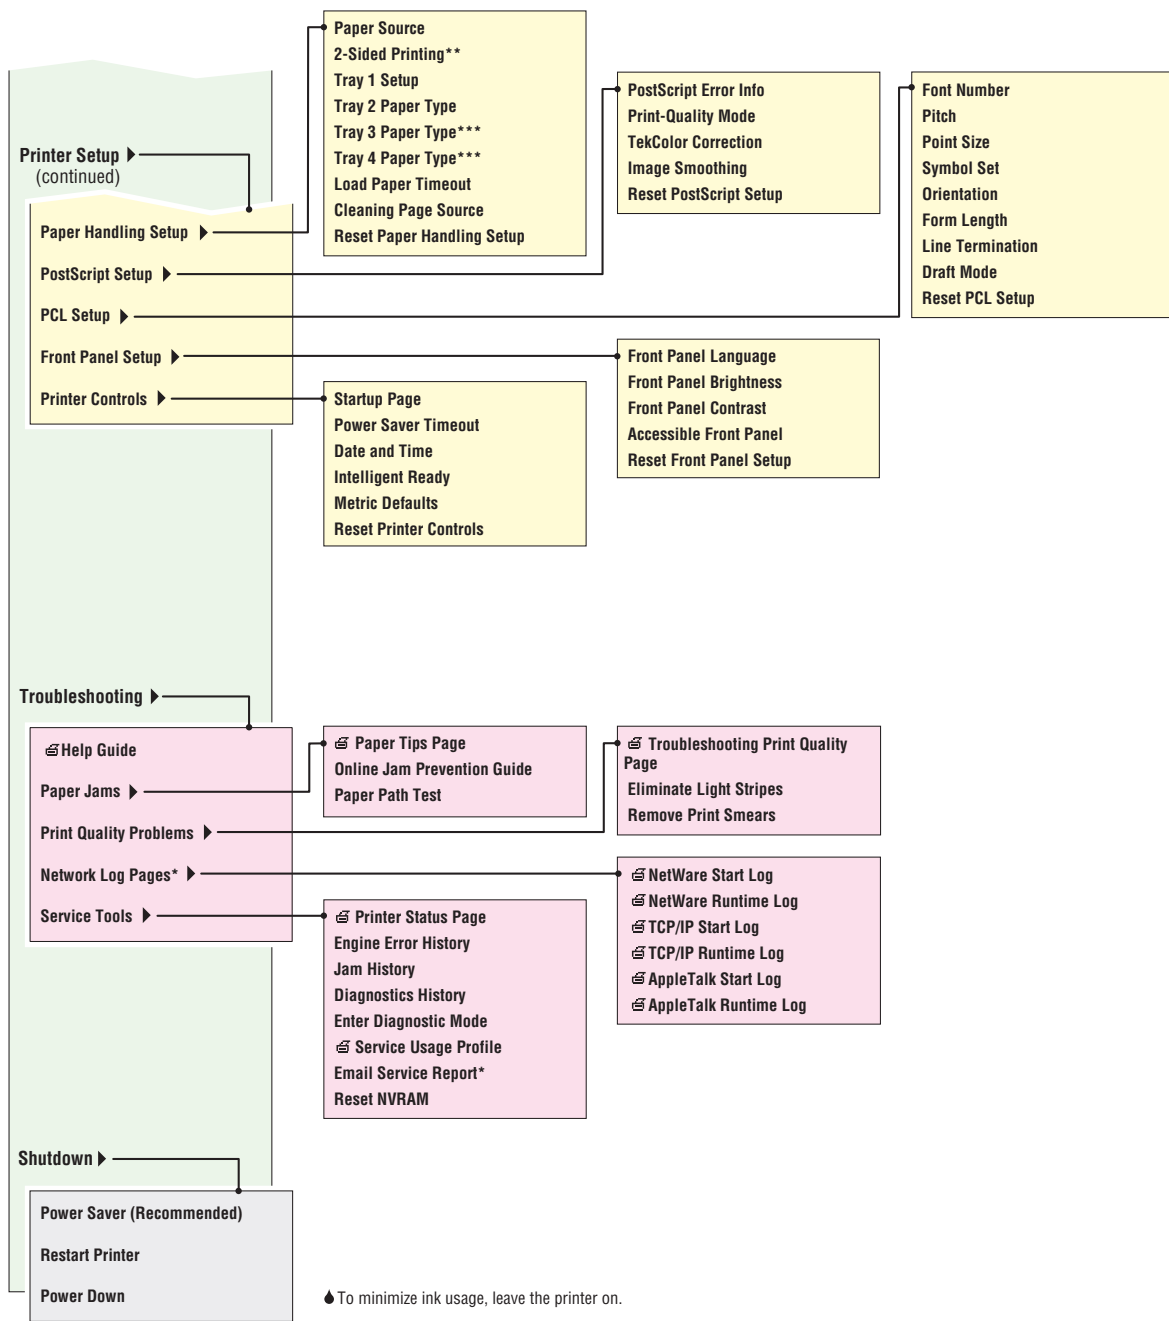 Printer Setup
(continued)
Paper Handling Setup
PostScript Setup
PCL Setup
Front Panel Setup
Printer Controls
Paper Source
2-Sided Printing**
Tray 1 Setup
Tray 2 Paper Type
Tray 3 Paper Type***
Tray 4 Paper Type***
Load Paper Timeout
Cleaning Page Source
Reset Paper Handling Setup
PostScript Error Info
Print-Quality Mode
TekColor Correction
Image Smoothing
Reset PostScript Setup
Font Number
Pitch
Point Size
Symbol Set
Orientation
Form Length
Line Termination
Draft Mode
Reset PCL Setup
Front Panel Language
Front Panel Brightness
Front Panel Contrast
Accessible Front Panel
Reset Front Panel Setup
Startup Page
Power Saver Timeout
Date and Time
Intelligent Ready
Metric Defaults
Reset Printer Controls
Troubleshooting
Help Guide
Paper Jams
Print Quality Problems
Network Log Pages*
Service Tools
Paper Tips Page
Online Jam Prevention Guide
Paper Path Test
Troubleshooting Print Quality
Page
Eliminate Light Stripes
Remove Print Smears
NetWare Start Log
NetWare Runtime Log
TCP/IP Start Log
TCP/IP Runtime Log
AppleTalk Start Log
AppleTalk Runtime Log
Printer Status Page
Engine Error History
Jam History
Diagnostics History
Enter Diagnostic Mode
Service Usage Profile
Email Service Report*
Reset NVRAM
Shutdown
Power Saver (Recommended)
Restart Printer
Power Down
To minimize ink usage, leave the printer on.